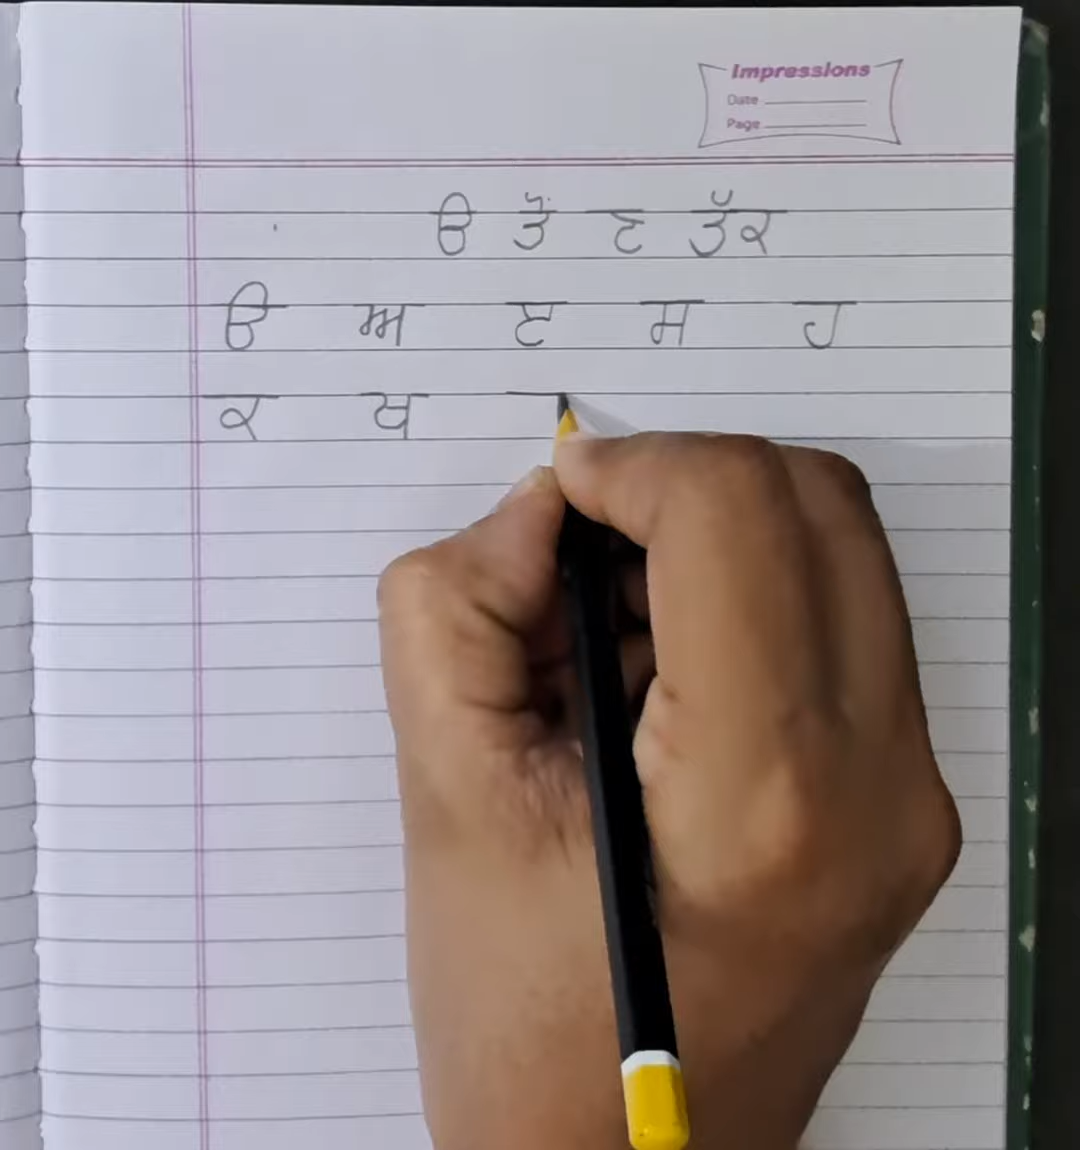 Impressions
Date
Page
ੳ ਤੋਂ ਣ ਤੱਕ
ੳ ਅ ੲ ਸ ਹ
ਕ ਖ